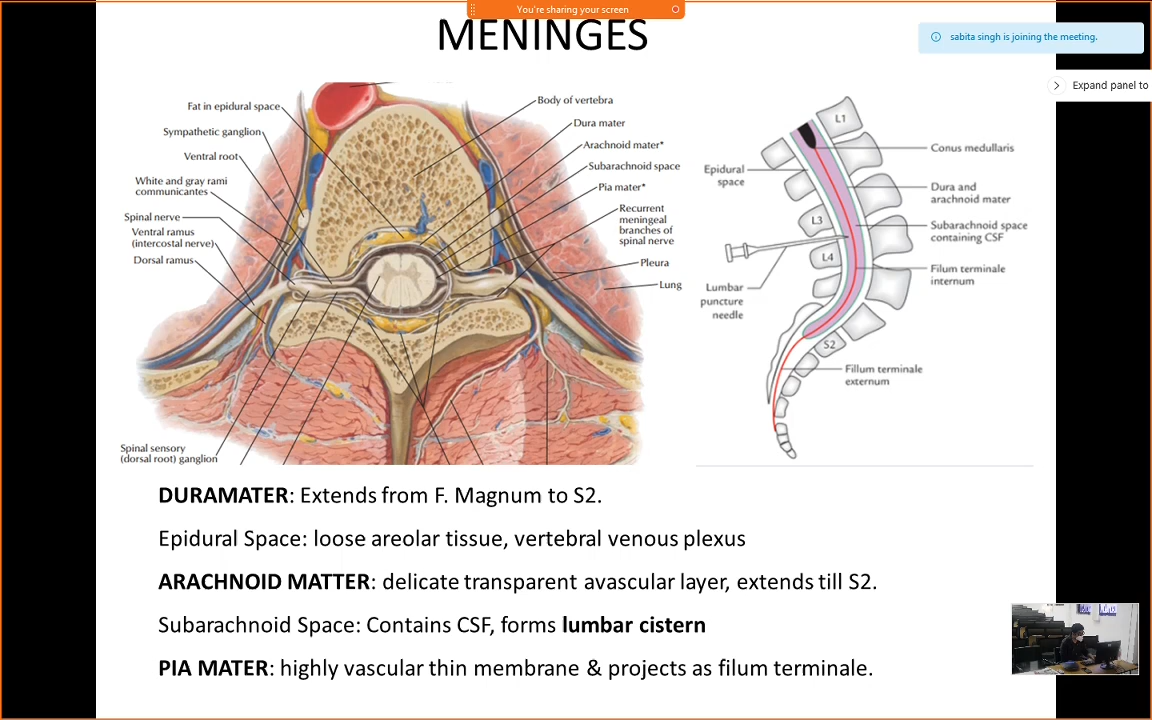 You're sharing your screen
MENINGES
sabita singh is joining the meeting.
Expand panel to
Fat in epidural space
Sympathetic ganglion
Ventral root
White and gray rami
communicantes
Spinal nerve
Ventral ramus
(intercostal nerve)
Dorsal ramus
Spinal sensory
(dorsal root) ganglion
Body of vertebra
Dura mater
Arachnoid mater*
Subarachnoid space
Pia mater*
Recurrent
meningeal
branches of
spinal nerve
Pleura
Lung
L1
Epidural
space
L3
L4
Lumbar
puncture
needle
S2
Conus medullaris
Dura and
arachnoid mater
Subarachnoid space
containing CSF
Filum terminale
internum
Fillum terminale
externum
DURAMATER: Extends from F. Magnum to S2.
Epidural Space: loose areolar tissue, vertebral venous plexus
ARACHNOID MATTER: delicate transparent avascular layer, extends till S2.
Subarachnoid Space: Contains CSF, forms lumbar cistern
PIA MATER: highly vascular thin membrane & projects as filum terminale.